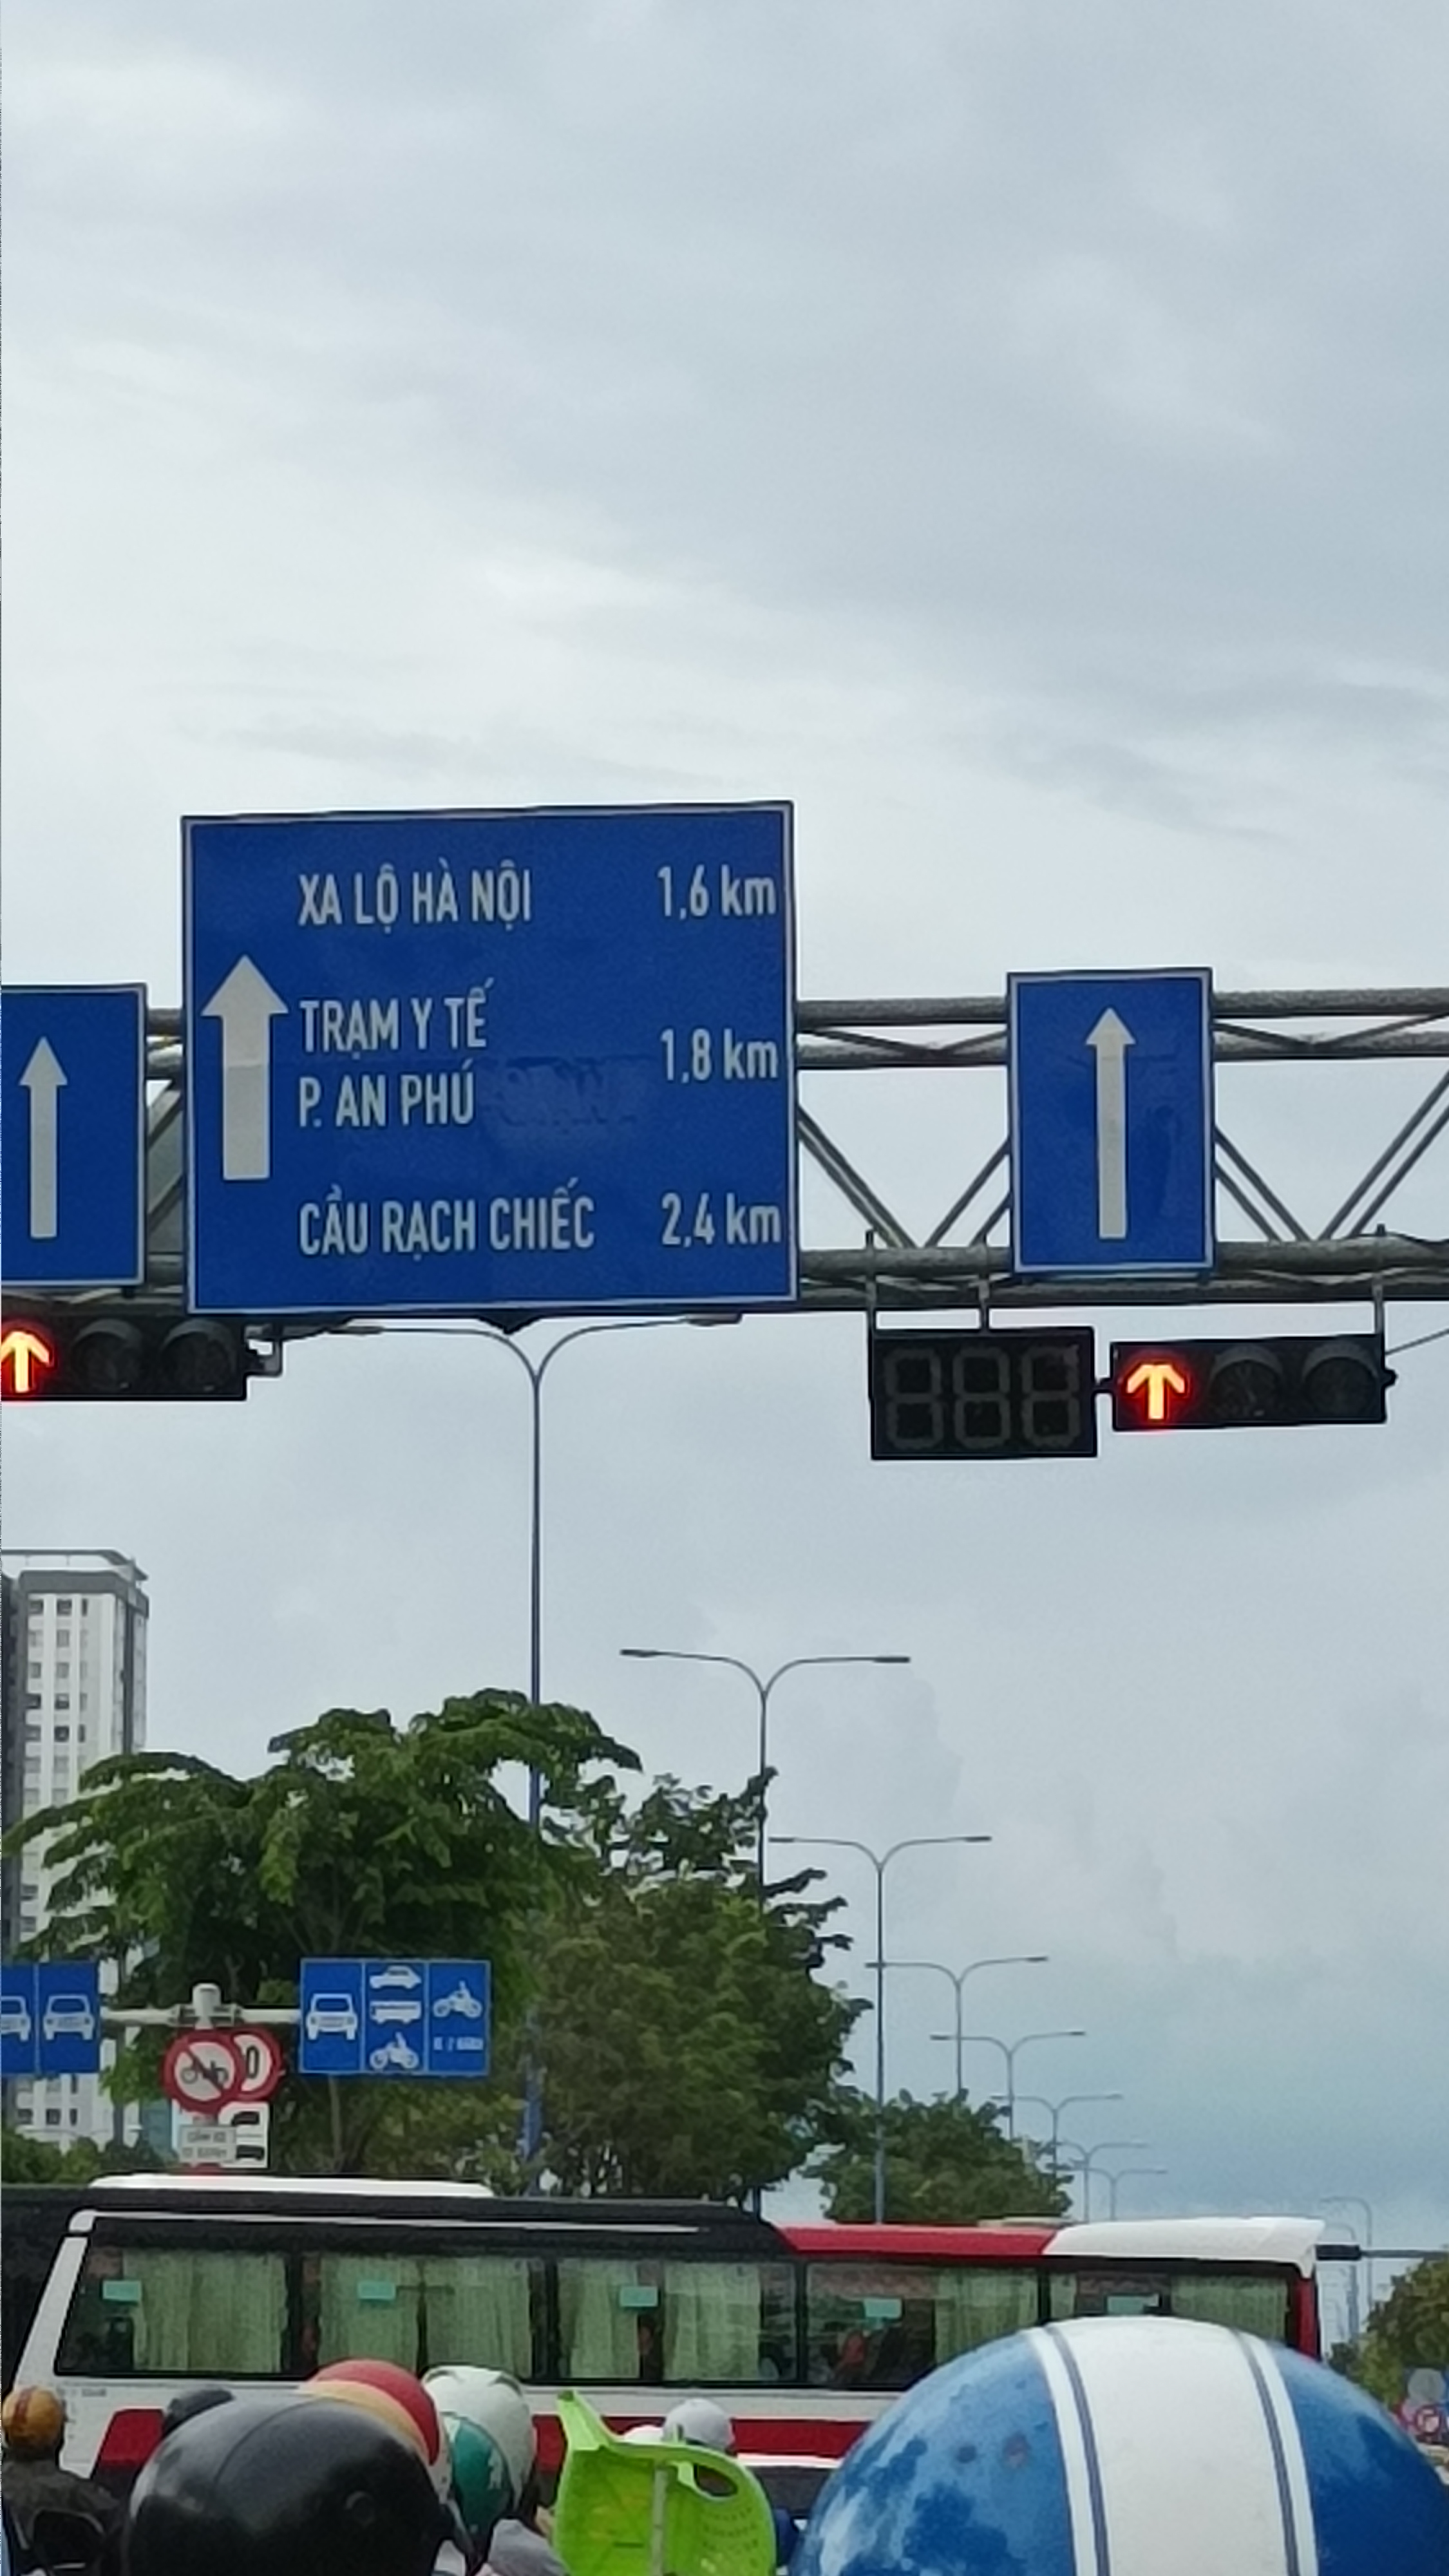 XA LỘ HÀ NỘI 1,6 km
TRẠM Y TẾ
P. AN PHÚ 1,8 km
CẦU RẠCH CHIẾC 2,4 km